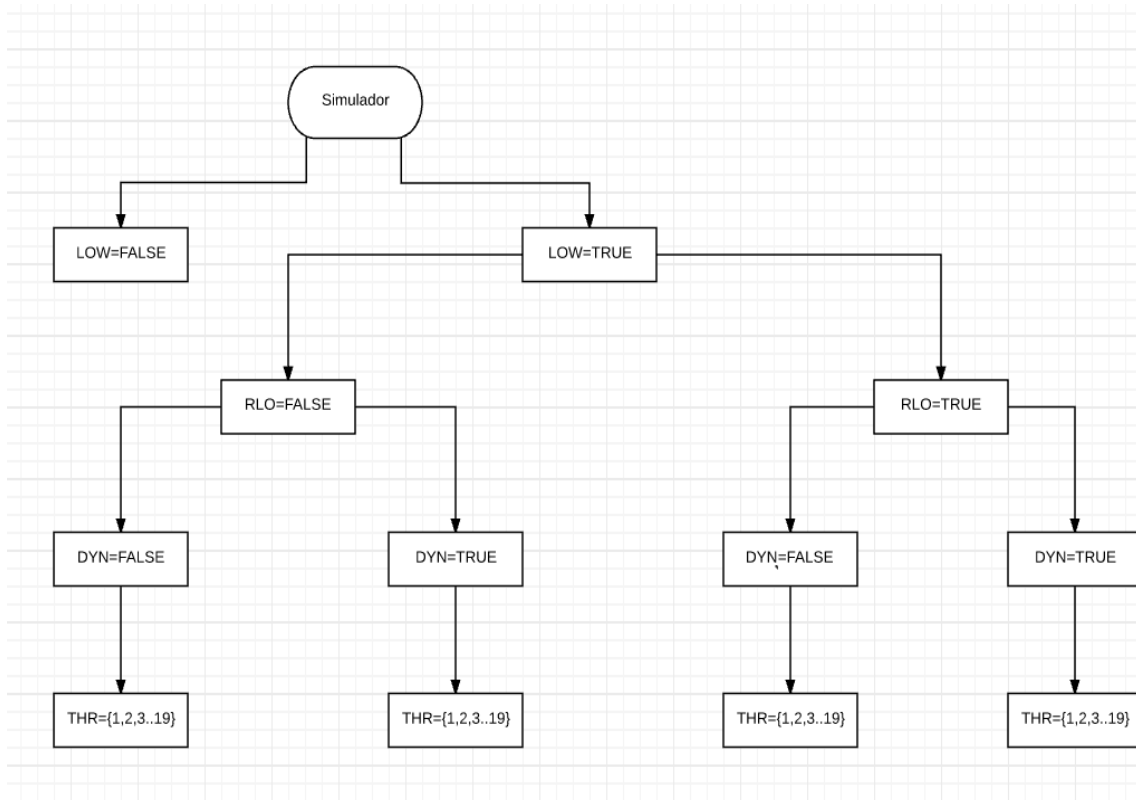 Simulador
LOW=FALSE
LOW=TRUE
RLO=FALSE
RLO=TRUE
DYN=FALSE
DYN=TRUE
DYN=FALSE
DYN=TRUE
THR={1,2,3..19}
THR={1,2,3..19}
THR={1,2,3..19}
THR={1,2,3..19}